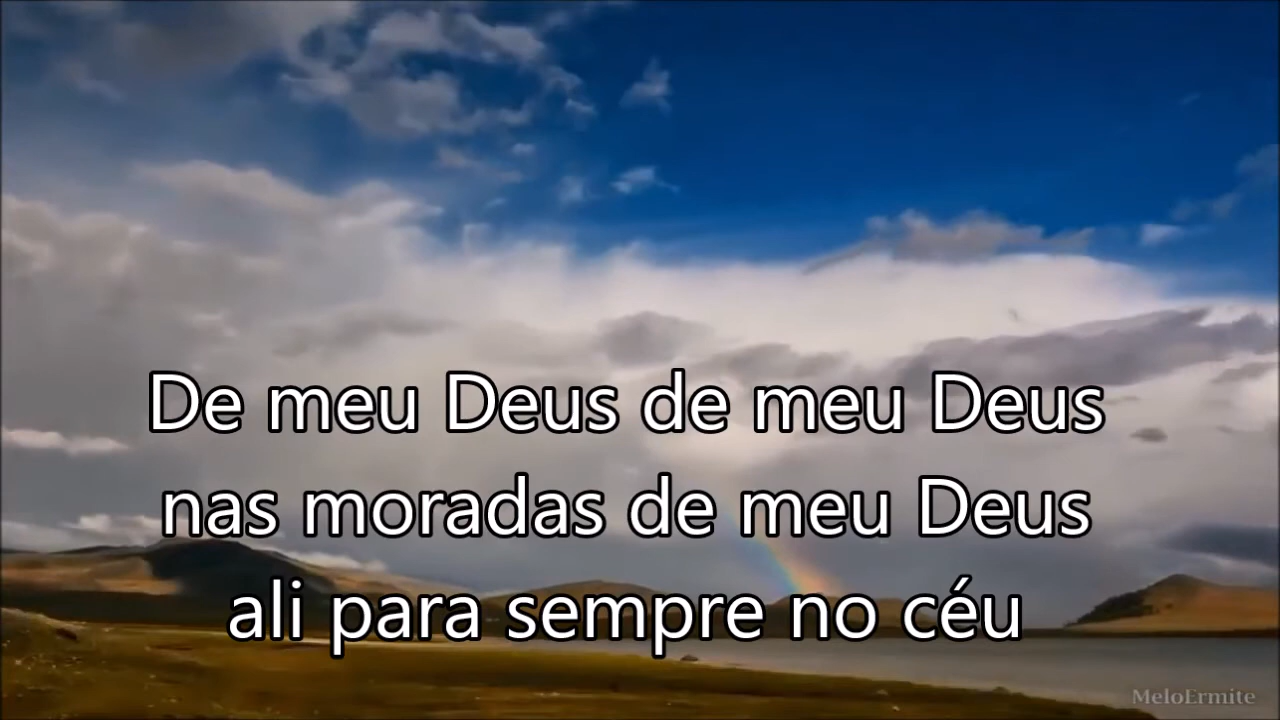 De meu Deus de meu Deus
nas moradas de meu Deus
ali para sempre no céu
MeloErmite